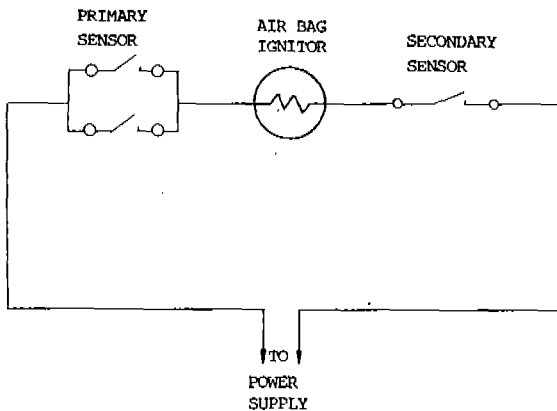 PRIMARY
SENSOR
AIR BAG
IGNITOR
SECONDARY
SENSOR
TO
POWER
SUPPLY